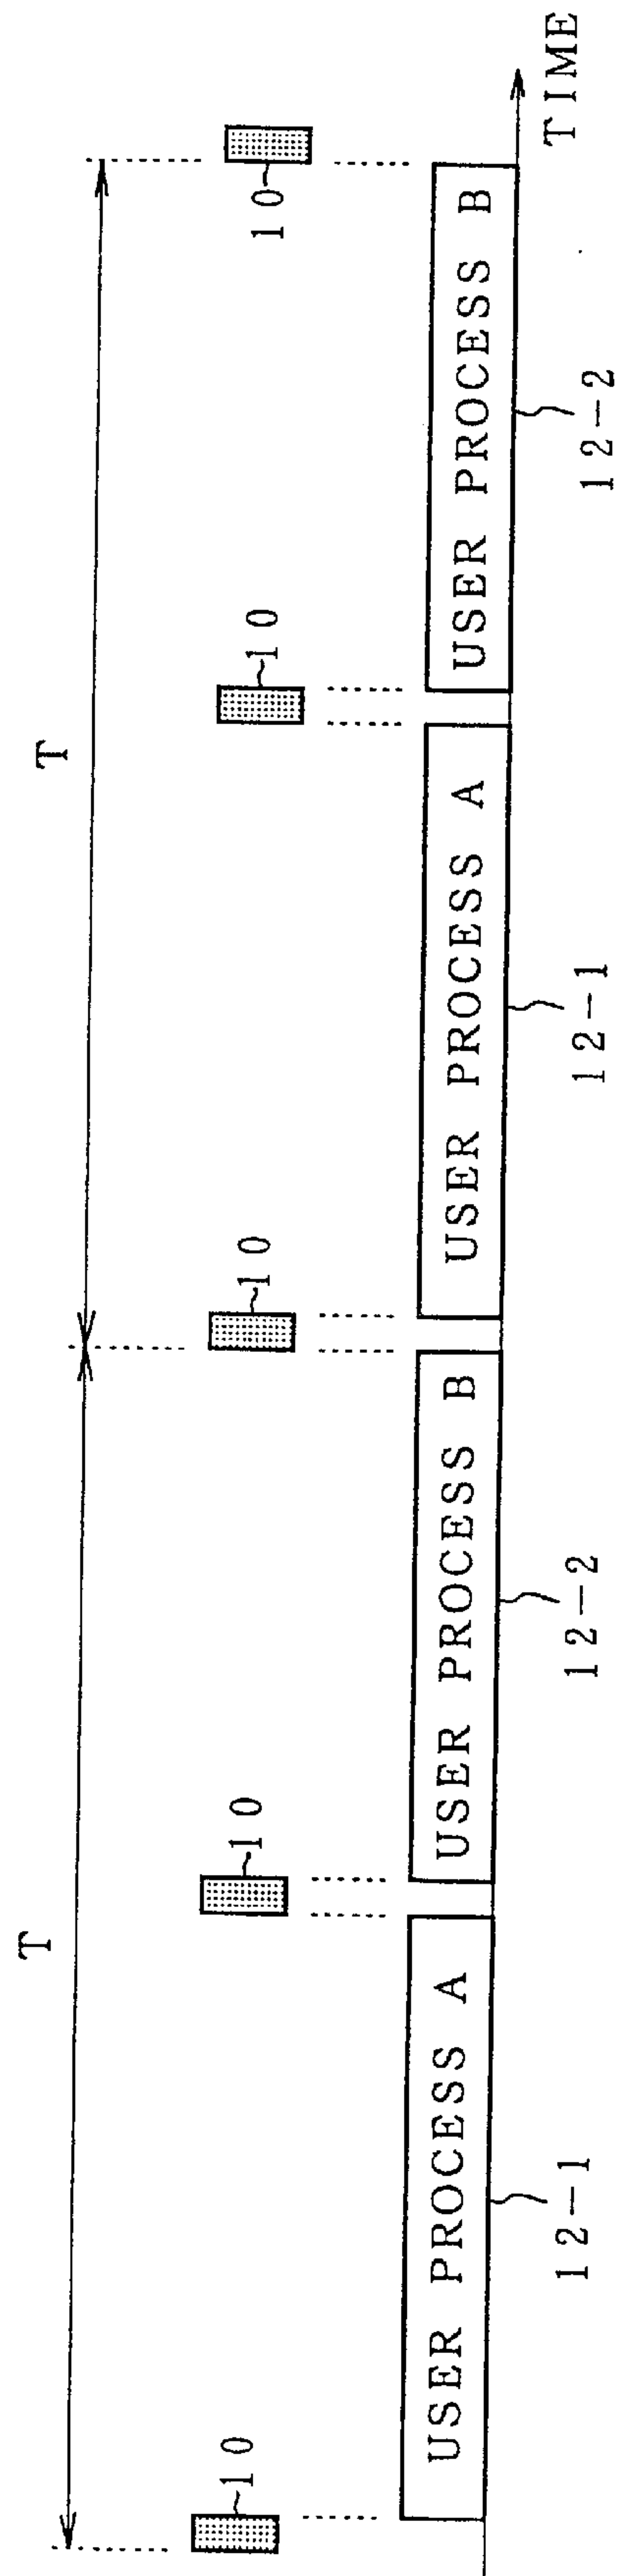 T
T
10
10
10
10
10
USER PROCESS A
USER PROCESS B
USER PROCESS A
USER PROCESS B
12-1
12-2
12-1
12-2
TIME